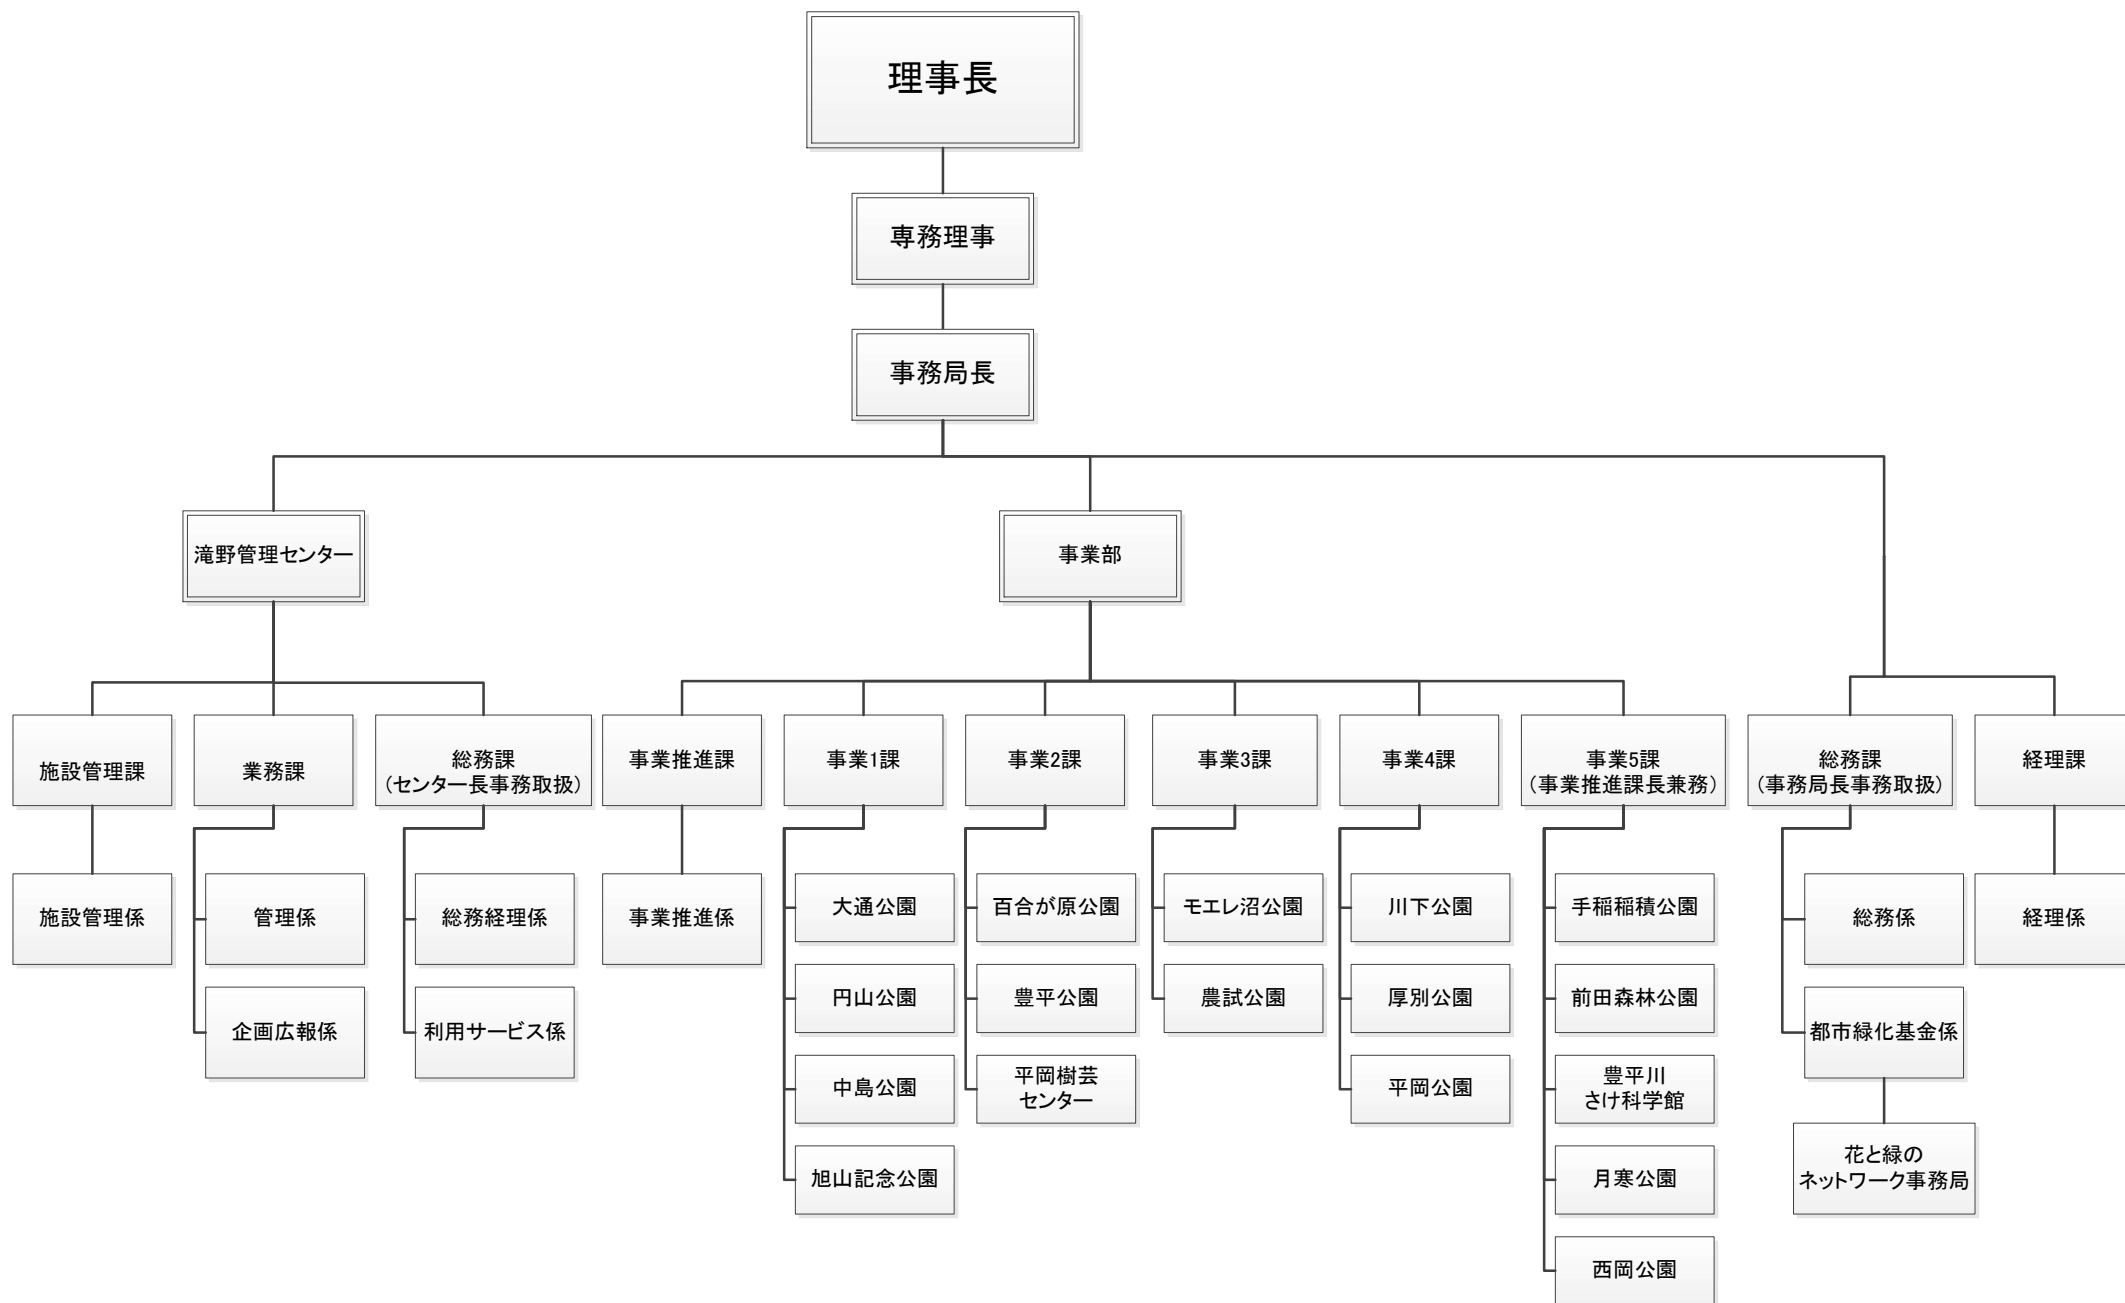 理事長
専務理事
事務局長
滝野管理センター
事業部
施設管理課
業務課
総務課
（センター長事務取扱）
事業推進課
事業1課
事業2課
事業3課
事業4課
事業5課
（事業推進課長兼務）
総務課
（事務局長事務取扱）
経理課
施設管理係
管理係
企画広報係
総務経理係
利用サービス係
事業推進係
大通公園
円山公園
中島公園
旭山記念公園
百合が原公園
豊平公園
平岡樹芸
センター
モエレ沼公園
農試公園
川下公園
厚別公園
平岡公園
手稲稲積公園
前田森林公園
豊平川
さけ科学館
月寒公園
西岡公園
総務係
都市緑化基金係
花と緑の
ネットワーク事務局
経理係